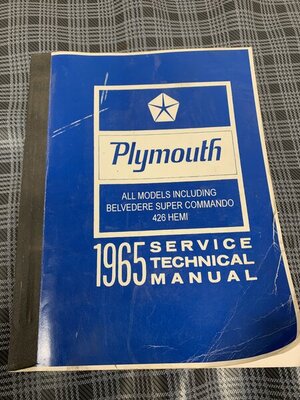 Plymouth
ALL MODELS INCLUDING
BELVEDERE SUPER COMMANDO
426 HEMI
1965 SERVICE
TECHNICAL
MANUAL